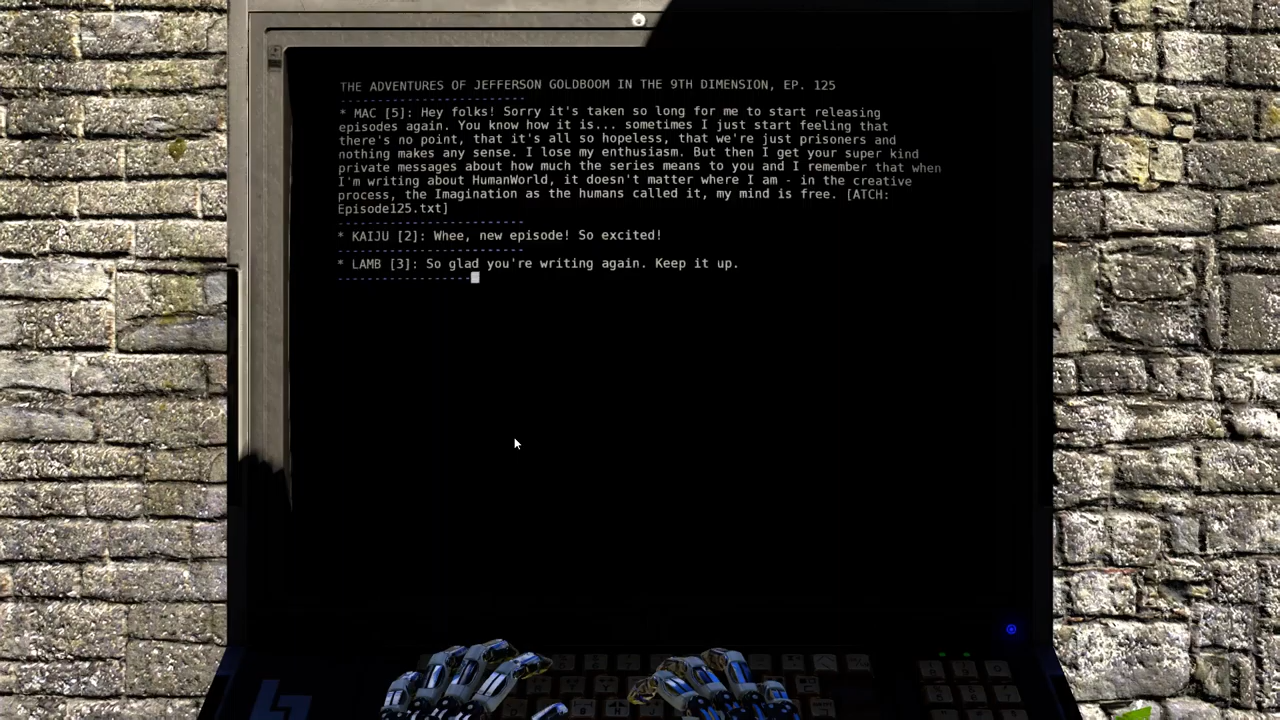 THE ADVENTURES OF JEFFERSON GOLDBOOM IN THE 9TH DIMENSION, EP. 125
------------------------
* MAC [5]: Hey folks! Sorry it's taken so long for me to start releasing
episodes again. You know how it is... sometimes I just start feeling that
there's no point, that it's all so hopeless, that we're just prisoners and
nothing makes any sense. I lose my enthusiasm. But then I get your super kind
private messages about how much the series means to you and I remember that when
I'm writing about HumanWorld, it doesn't matter where I am - in the creative
process, the Imagination as the humans called it, my mind is free. [ATCH:
Episode125.txt]
------------------------
* KAIJU [2]: Whee, new episode! So excited!
------------------------
* LAMB [3]: So glad you're writing again. Keep it up.
-----------------